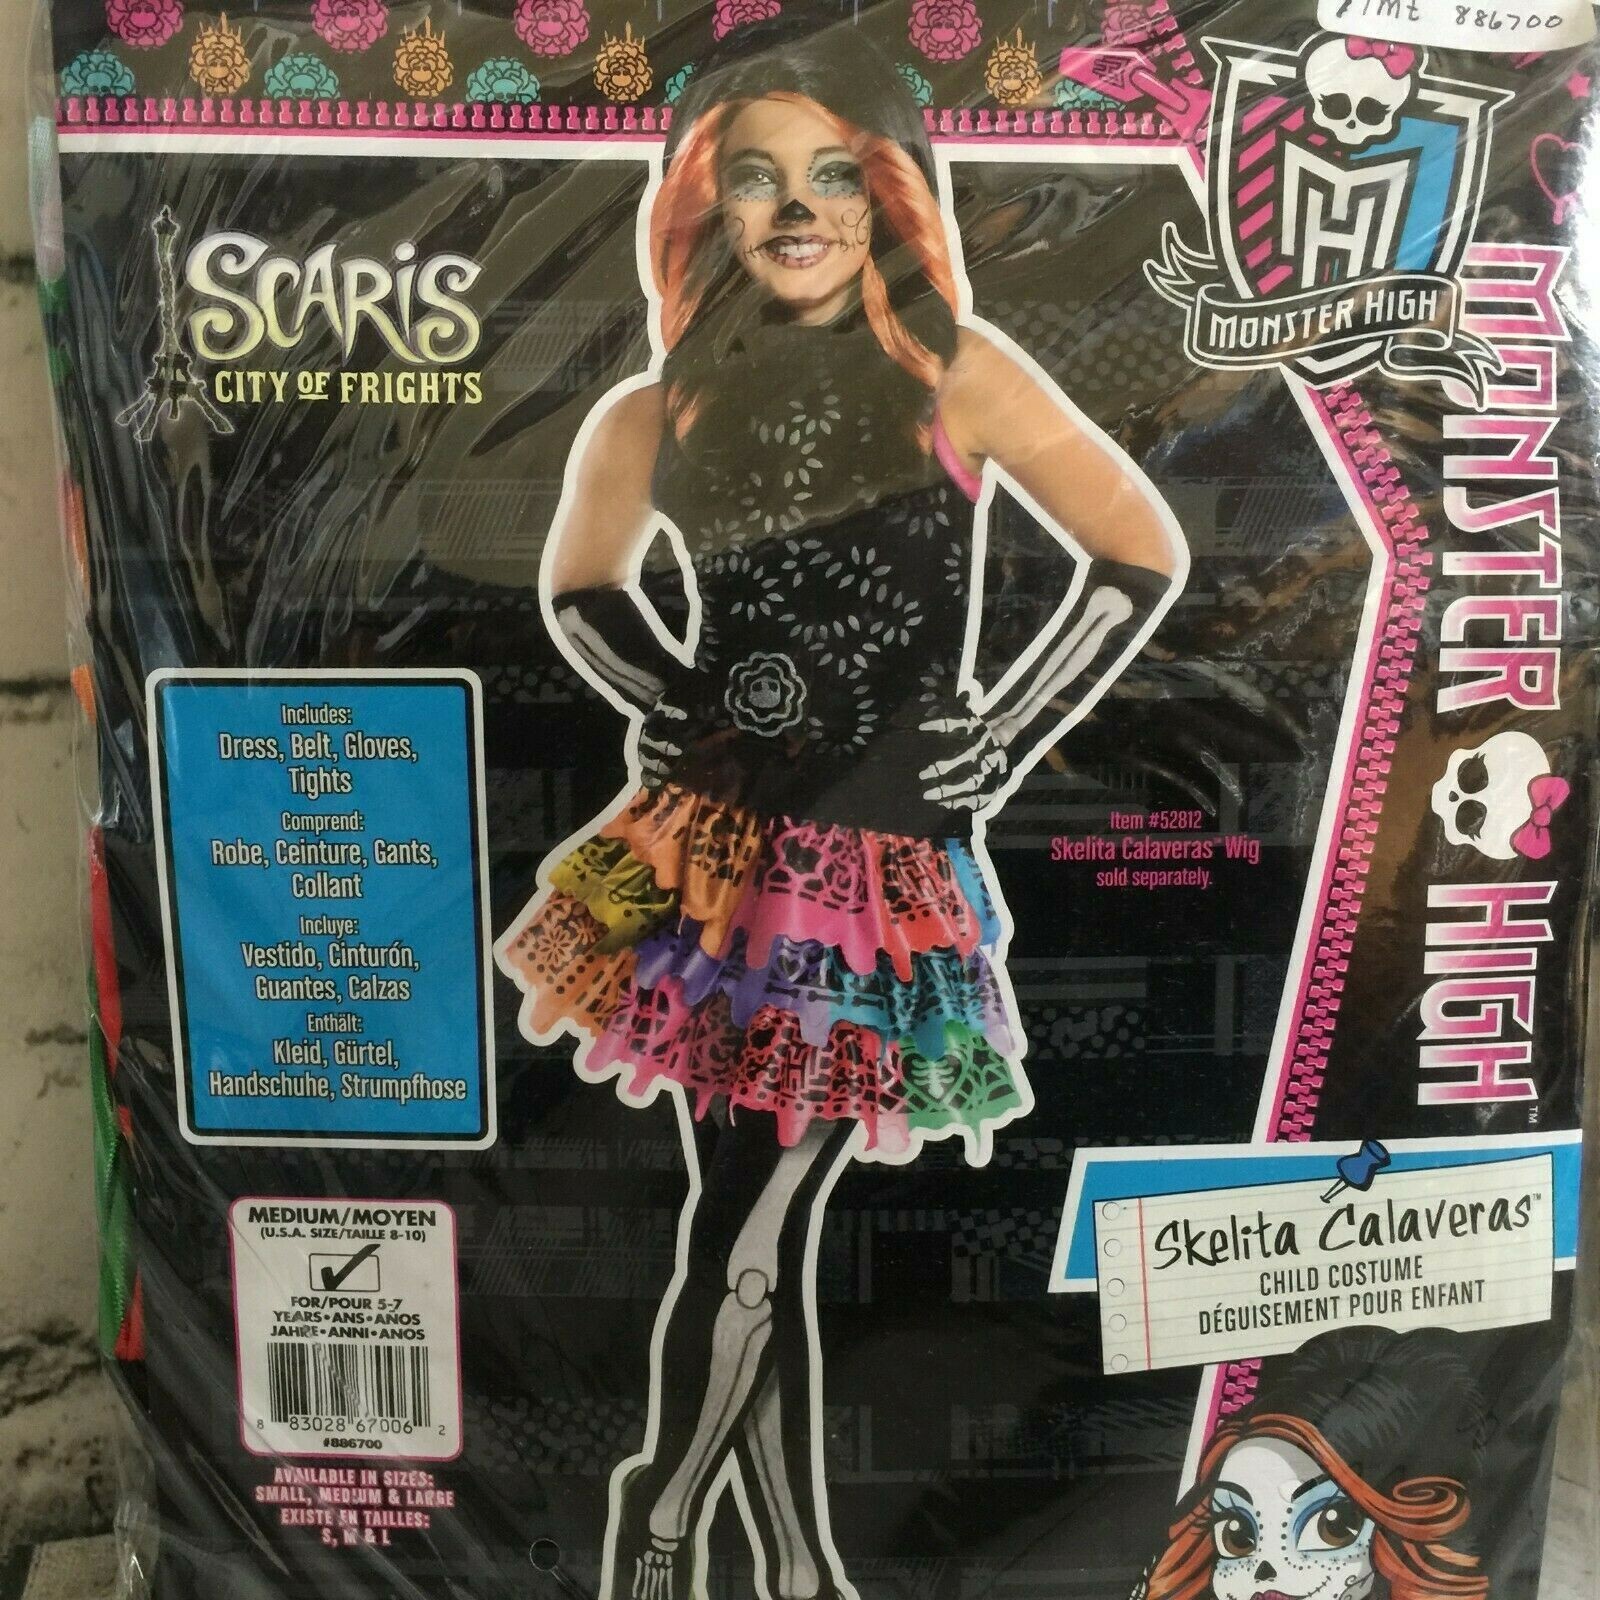 886700
SCARIS
CITY OF FRIGHTS
MONSTER HIGH
MONSTER HIGH™
Includes:
Dress, Belt, Gloves,
Tights
Comprend:
Robe, Ceinture, Gants,
Collant
Incluye:
Vestido, Cinturón,
Guantes, Calzas
Enthält:
Kleid, Gürtel,
Handschuhe, Strumpfhose
Item #52812
Skelita Calaveras™ Wig
sold separately.
MEDIUM/MOYEN
(U.S.A. SIZE/TAILLE 8-10)
FOR/POUR 5-7
YEARS•ANS•AÑOS
JAHRE•ANNI•ANOS
8 83028 67006 2
#886700
AVAILABLE IN SIZES:
SMALL, MEDIUM & LARGE
EXISTE EN TAILLES:
S, M & L
Skelita Calaveras™
CHILD COSTUME
DÉGUISEMENT POUR ENFANT